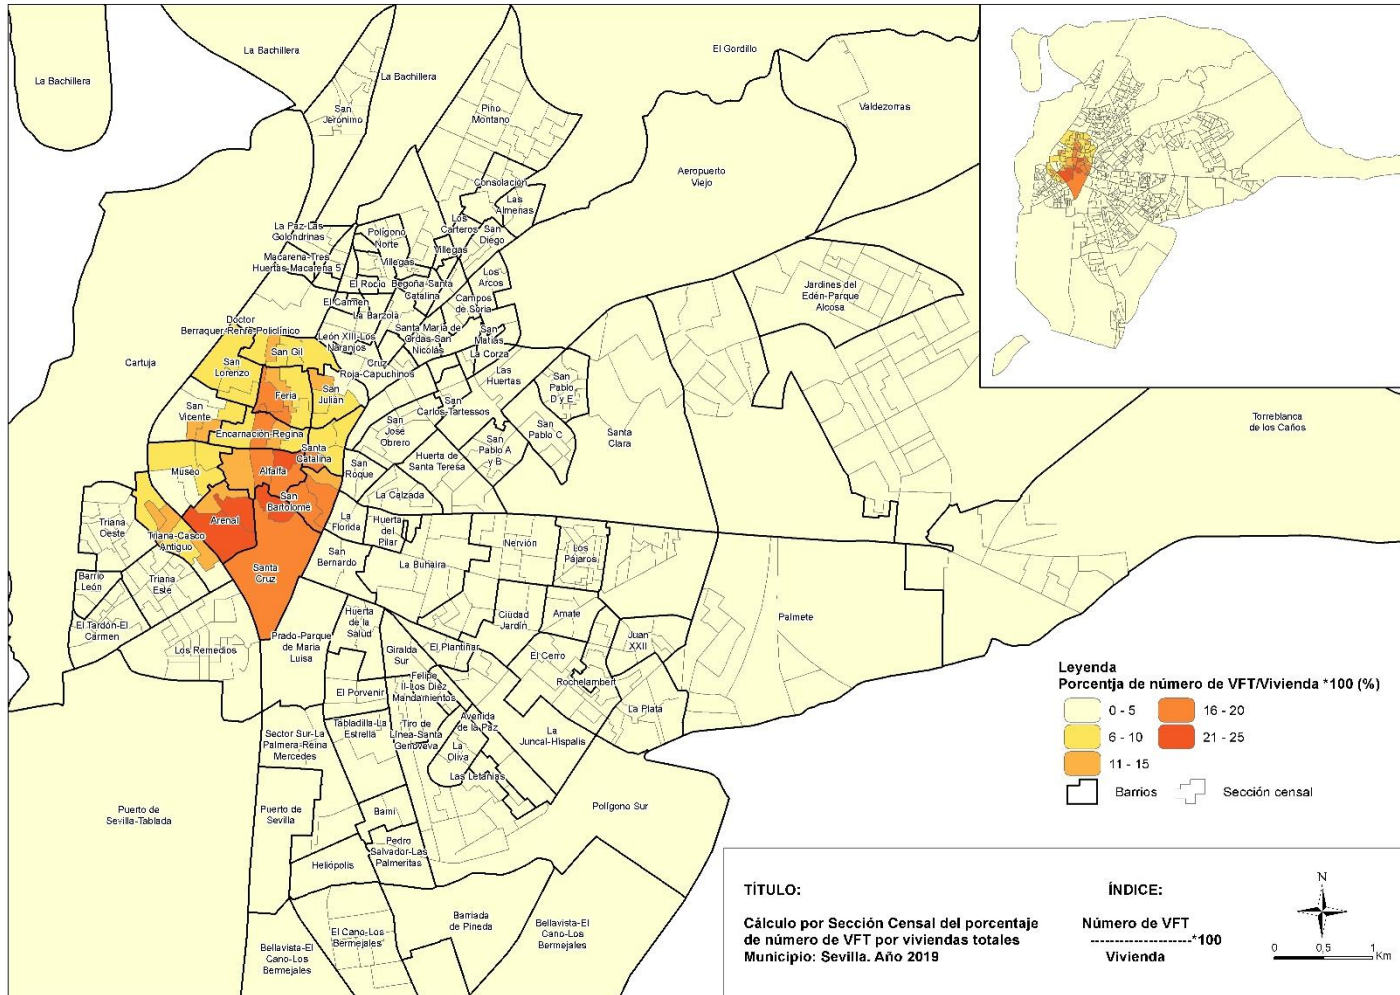 La Bachillera
La Bachillera
La Bachillera
El Gordillo
San
Jerónimo
Pino
Montano
Valdezorras
Aeropuerto
Viejo
Consolación
Las
Almenas
Los
Carteros
San
Diego
La Paz-Las
Golondrinas
Polígono
Norte
Villegas
Villegas
Macarena-Tres
Huertas-Macarena 5
El Rocío
Begoña-Santa
Catalina
Los
Arcos
Jardines del
Edén-Parque
Alcosa
El Carmen
Campos
de Soria
La Barzola
Doctor
Berraquer-Renfe-Policlínico
León XIII-Los
Naranjos
Santa María de
Ordas-San
Nicolás
San
Matías
La Corza
Cartuja
San Gil
San
Lorenzo
Cruz
Roja-Capuchinos
Las
Huertas
San
Pablo
D y E
Feria
San
Julián
San
Vicente
San
Carlos-Tartessos
Santa
Clara
Torreblanca
de los Caños
Encarnación-Regina
San
José
Obrero
San
Pablo C
San
Pablo A
y B
Santa
Catalina
Huerta de
Santa Teresa
Museo
Alfalfa
San
Roque
La Calzada
San
Bartolomé
Arenal
Triana
Oeste
Triana-Casco
Antiguo
La
Florida
Huerta
del
Pilar
Nervión
Los
Pájaros
San
Bernardo
La Buhaira
Santa
Cruz
Barrio
León
Triana
Este
El Tardón-El
Carmen
Huerta
de la
Salud
Ciudad
Jardín
Amate
Palmete
Los Remedios
Prado-Parque
de María
Luisa
Giralda
Sur
El Plantinar
Juan
XXII
El Cerro
Rochelambert
Felipe
II-Los Diez
Mandamientos
El Porvenir
La Plata
Tabladilla-La
Estrella
Tiro de
Línea-Santa
Genoveva
Avenida
de la Paz
La
Juncal-Hispalis
Sector Sur-La
Palmera-Reina
Mercedes
La
Oliva
Las Letanías
Puerto de
Sevilla-Tablada
Puerto de
Sevilla
Bami
Polígono Sur
Pedro
Salvador-Las
Palmeritas
Heliópolis
El Cano-Los
Bermejales
Barriada
de Pineda
Bellavista-El
Cano-Los
Bermejales
Bellavista-El
Cano-Los
Bermejales
Leyenda
Porcentja de número de VFT/Vivienda *100 (%)
0 - 5
16 - 20
6 - 10
21 - 25
11 - 15
Barrios
Sección censal
TÍTULO:
Cálculo por Sección Censal del porcentaje
de número de VFT por viviendas totales
Municipio: Sevilla. Año 2019
ÍNDICE:
Número de VFT
---------------------*100
Vivienda
N
0 0,5 1
Km